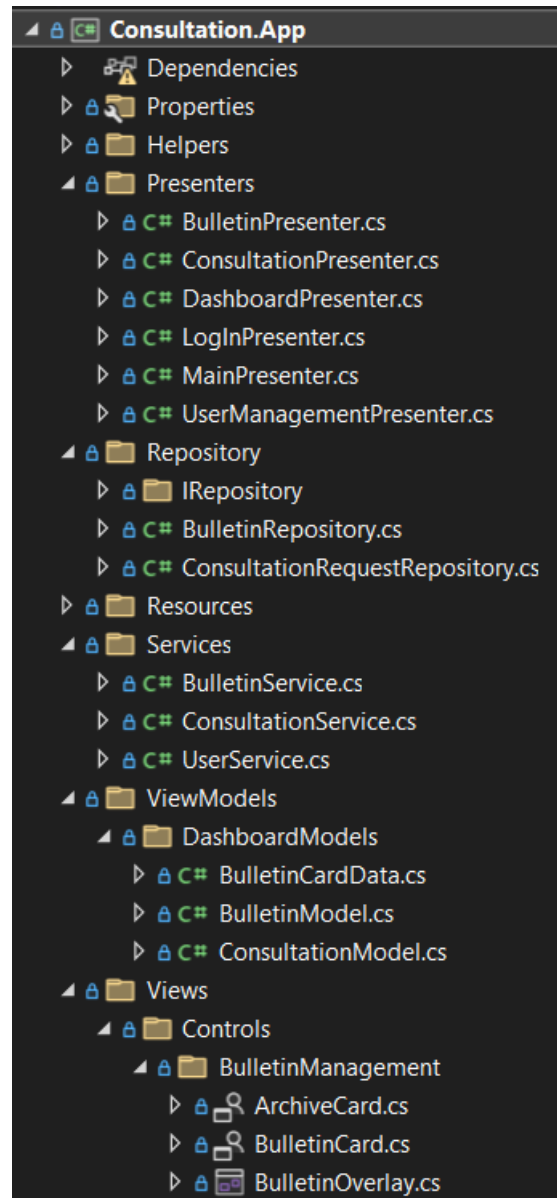 C# Consultation.App
Dependencies
Properties
Helpers
Presenters
C# BulletinPresenter.cs
C# ConsultationPresenter.cs
C# DashboardPresenter.cs
C# LogInPresenter.cs
C# MainPresenter.cs
C# UserManagementPresenter.cs
Repository
IRepository
C# BulletinRepository.cs
C# ConsultationRequestRepository.cs
Resources
Services
C# BulletinService.cs
C# ConsultationService.cs
C# UserService.cs
ViewModels
DashboardModels
C# BulletinCardData.cs
C# BulletinModel.cs
C# ConsultationModel.cs
Views
Controls
BulletinManagement
ArchiveCard.cs
BulletinCard.cs
BulletinOverlay.cs